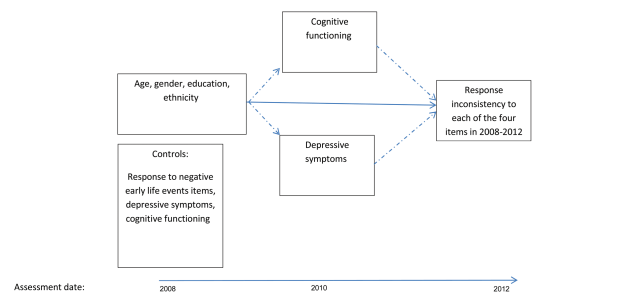 Cognitive
functioning
Age, gender, education,
ethnicity
Response
inconsistency to
each of the four
items in 2008-2012
Depressive
symptoms
Controls:
Response to negative
early life events items,
depressive symptoms,
cognitive functioning
Assessment date:
2008
2010
2012